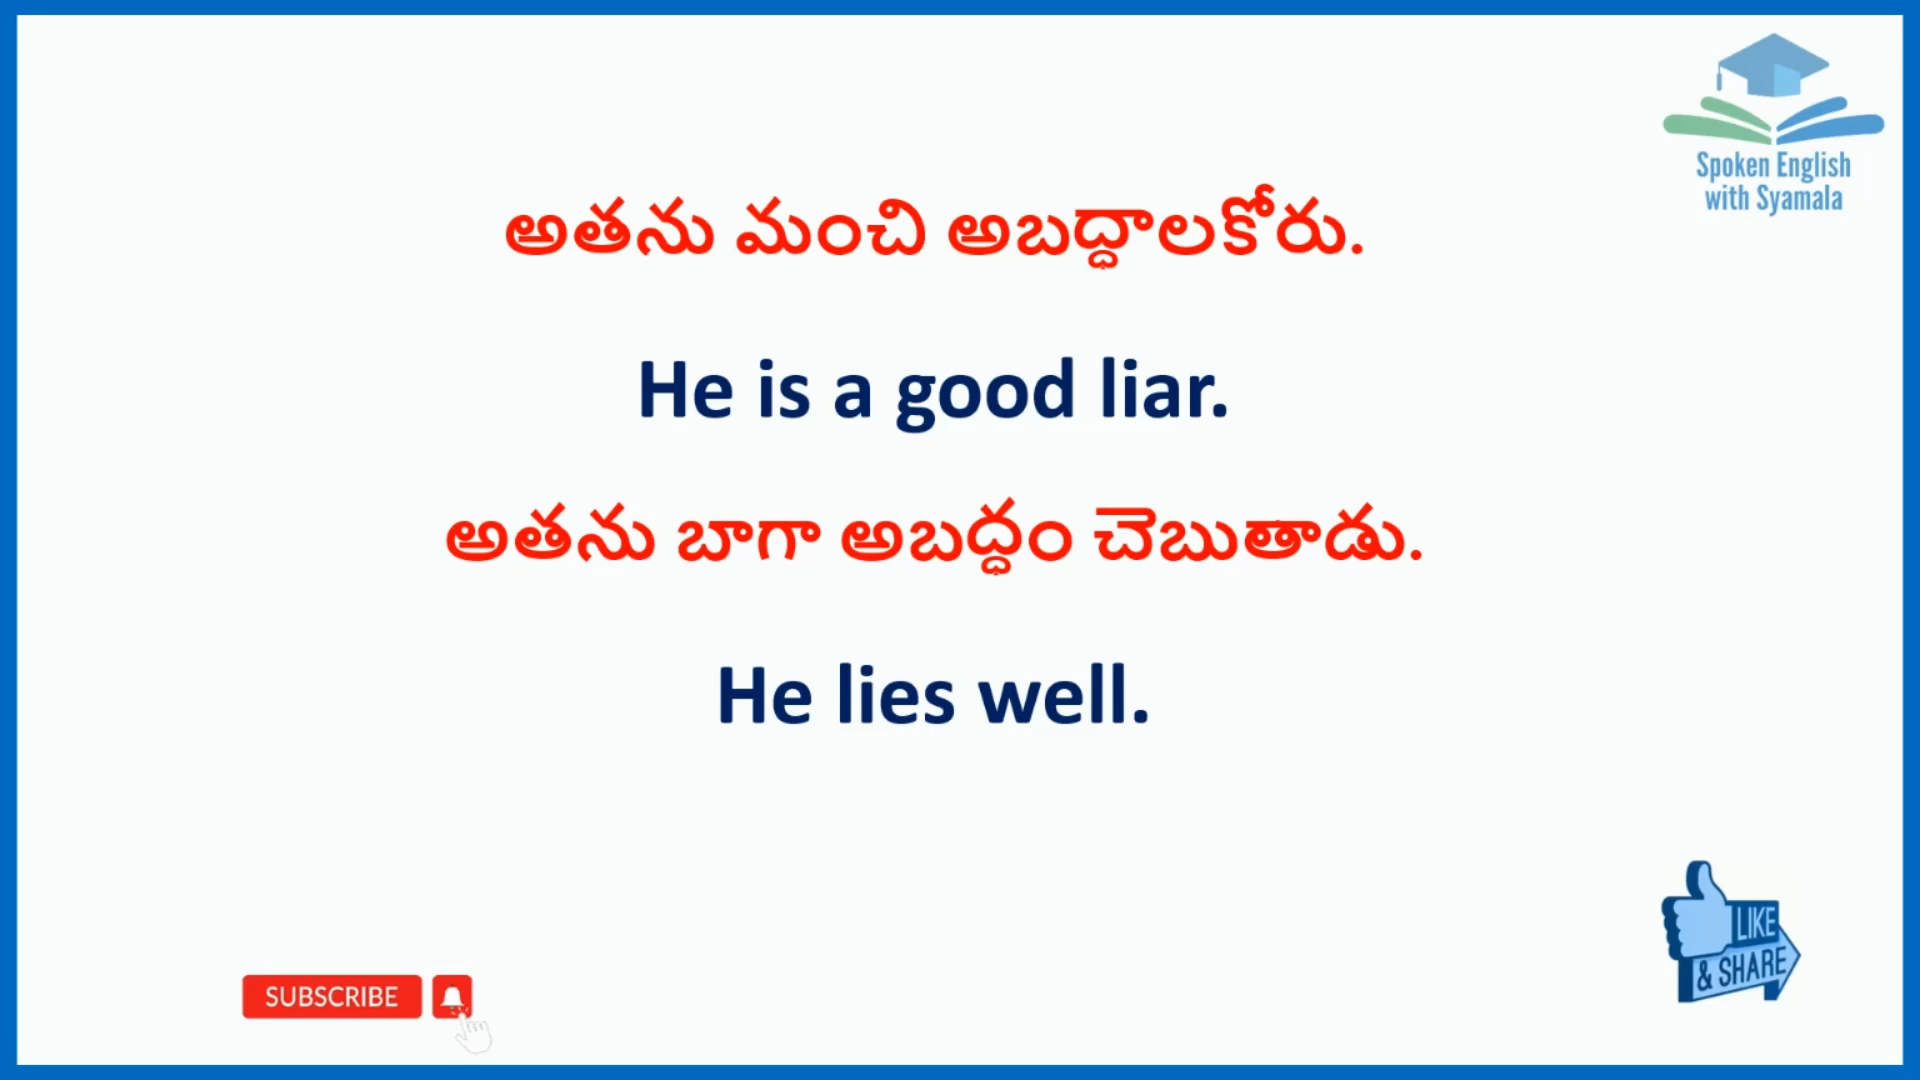 Spoken English
with Syamala
అతను మంచి అబద్ధాలకోరు.
He is a good liar.
అతను బాగా అబద్ధం చెబుతాడు.
He lies well.
LIKE
& SHARE
SUBSCRIBE